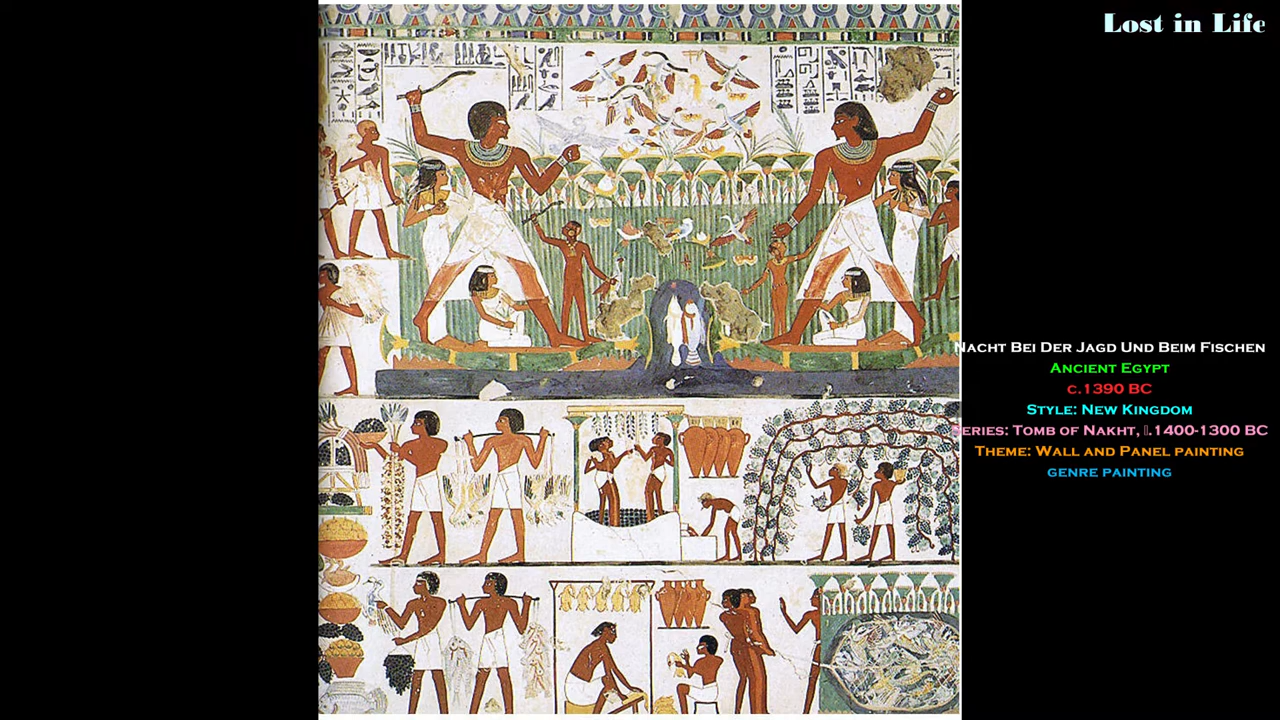 Lost in Life
Nacht Bei Der Jagd Und Beim Fischen
Ancient Egypt
c.1390 BC
Style: New Kingdom
Series: Tomb of Nakht, .1400-1300 BC
Theme: Wall and Panel painting
genre painting